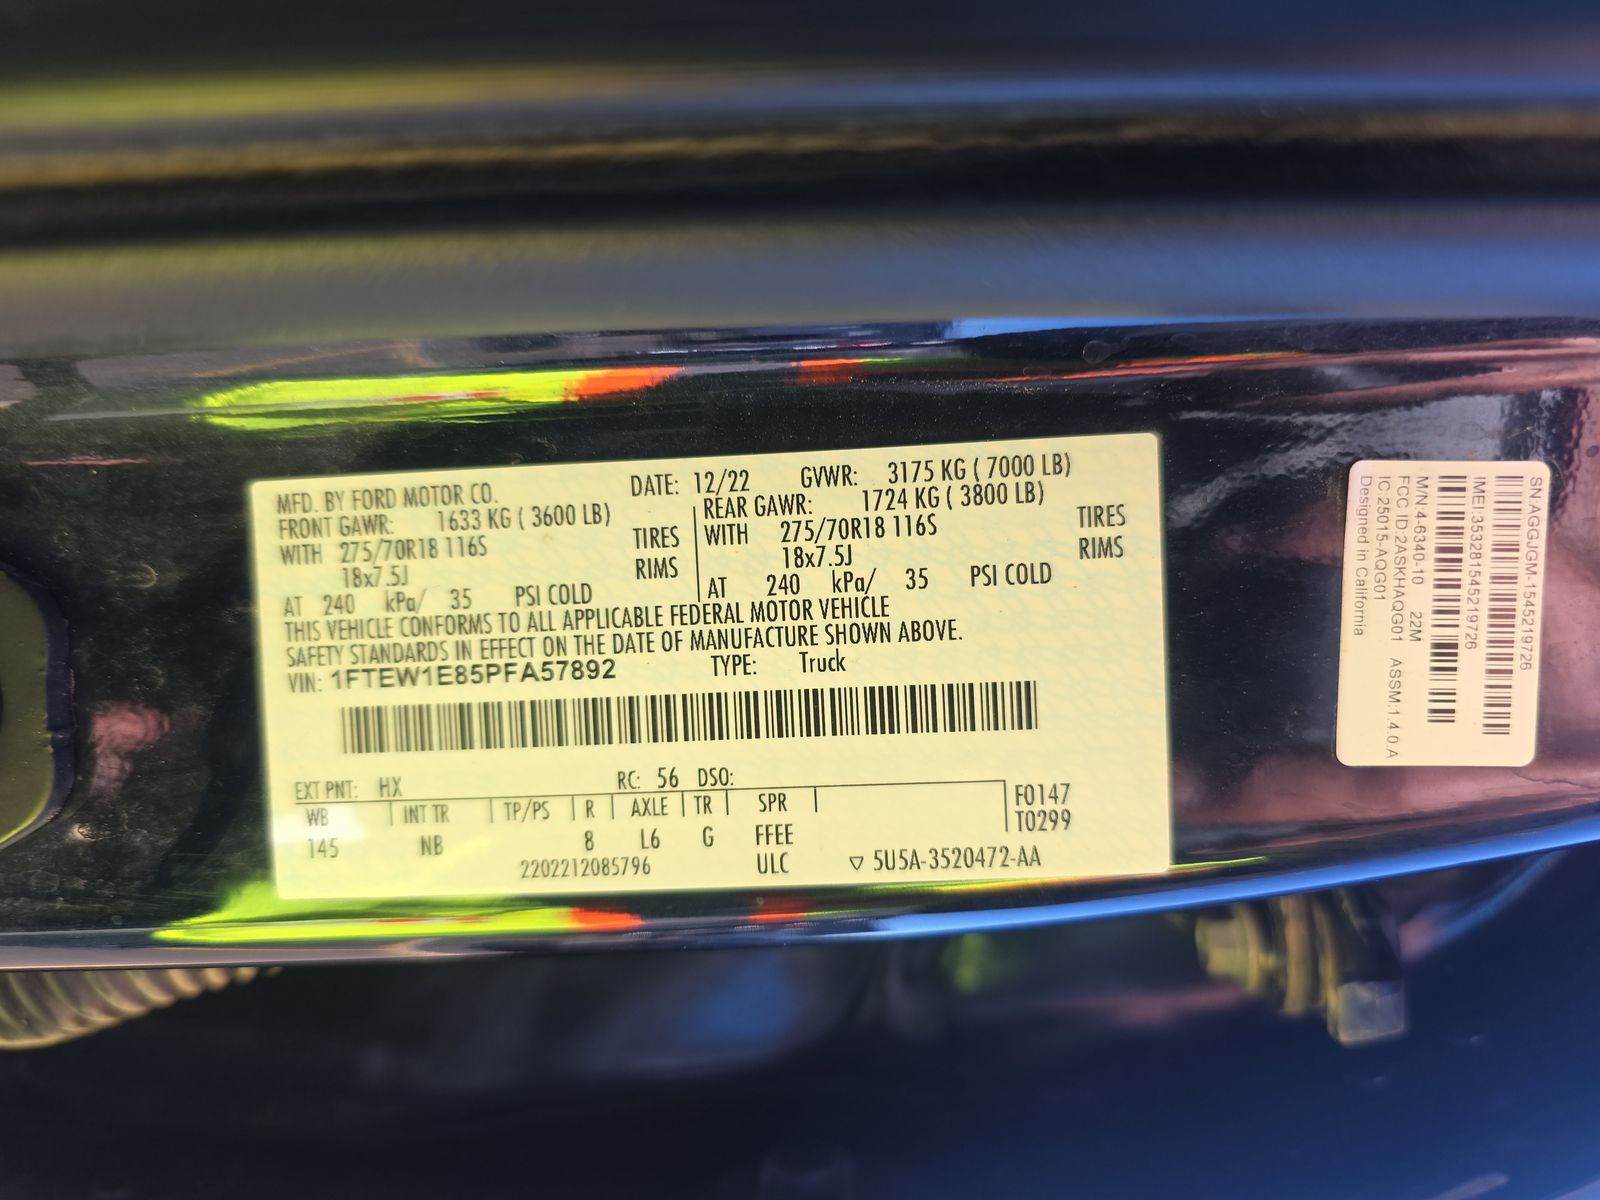 MFD. BY FORD MOTOR CO. DATE: 12/22 GVWR: 3175 KG ( 7000 LB)
FRONT GAWR: 1633 KG ( 3600 LB) REAR GAWR: 1724 KG ( 3800 LB)
WITH 275/70R18 116S TIRES WITH 275/70R18 116S TIRES
18x7.5J RIMS 18x7.5J RIMS
AT 240 kPa/ 35 PSI COLD AT 240 kPa/ 35 PSI COLD
THIS VEHICLE CONFORMS TO ALL APPLICABLE FEDERAL MOTOR VEHICLE
SAFETY STANDARDS IN EFFECT ON THE DATE OF MANUFACTURE SHOWN ABOVE.
VIN: 1FTEW1E85PFA57892 TYPE: Truck
EXT PNT: HX RC: 56 DSO:
WB INT TR TP/PS R AXLE TR SPR F0147
T0299
145 NB 8 L6 G FFEE
2202212085796 ULC ▽ 5U5A-3520472-AA
SN:AGGJGM-1545219726
IMEI:353281545219726
M/N:4-6340-10 22M
FCC ID:2ASKHAQG01 ASSM:1.4.0.A
IC:25015-AQG01
Designed in California